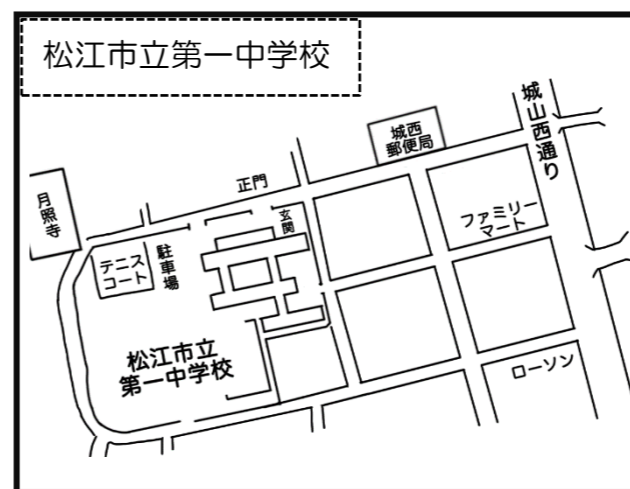 松江市立第一中学校
城山西通り
城西
郵便局
正門
月照寺
玄関
ファミリー
マート
テニス
コート
駐車場
松江市立
第一中学校
ローソン